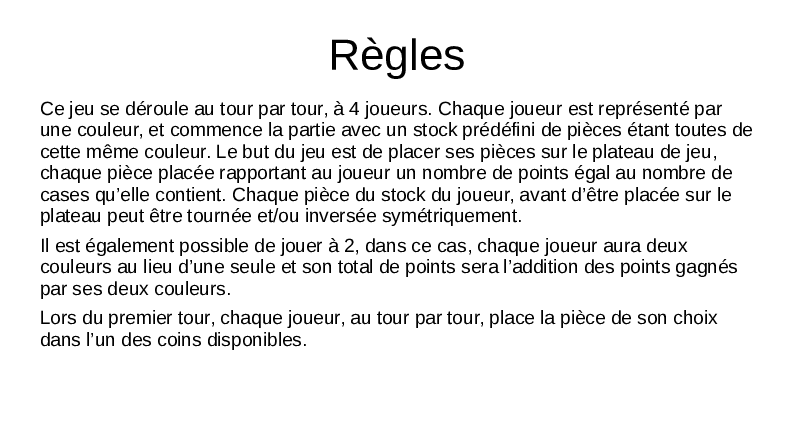 Règles
Ce jeu se déroule au tour par tour, à 4 joueurs. Chaque joueur est représenté par
une couleur, et commence la partie avec un stock prédéfini de pièces étant toutes de
cette même couleur. Le but du jeu est de placer ses pièces sur le plateau de jeu,
chaque pièce placée rapportant au joueur un nombre de points égal au nombre de
cases qu’elle contient. Chaque pièce du stock du joueur, avant d’être placée sur le
plateau peut être tournée et/ou inversée symétriquement.
Il est également possible de jouer à 2, dans ce cas, chaque joueur aura deux
couleurs au lieu d’une seule et son total de points sera l’addition des points gagnés
par ses deux couleurs.
Lors du premier tour, chaque joueur, au tour par tour, place la pièce de son choix
dans l’un des coins disponibles.